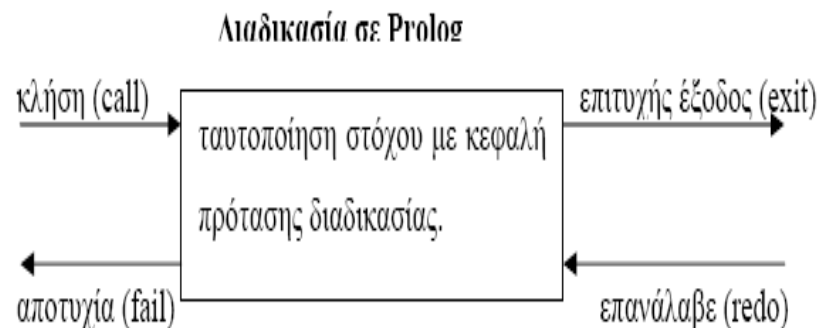 Διαδικασία σε Prolog
κλήση (call)
επιτυχής έξοδος (exit)
ταυτοποίηση στόχου με κεφαλή
πρότασης διαδικασίας.
αποτυχία (fail)
επανάλαβε (redo)